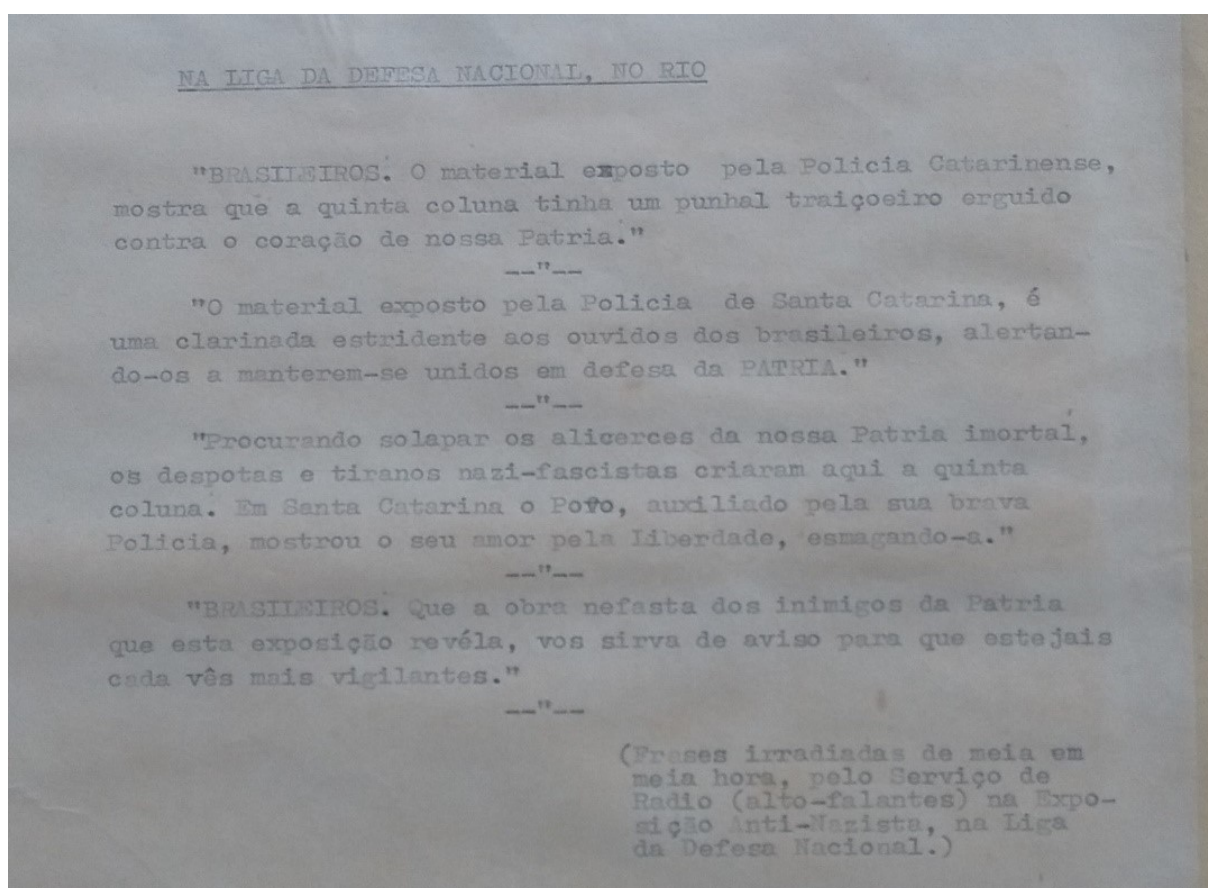 NA LIGA DA DEFESA NACIONAL, NO RIO
"BRASILEIROS. O material exposto pela Policia Catarinense,
mostra que a quinta coluna tinha um punhal traiçoeiro erguido
contra o coração de nossa Patria."
--"--
"O material exposto pela Policia de Santa Catarina, é
uma clarinada estridente aos ouvidos dos brasileiros, alertan-
do-os a manterem-se unidos em defesa da PATRIA."
--"--
"Procurando solapar os alicerces da nossa Patria imortal,
os despotas e tiranos nazi-fascistas criaram aqui a quinta
coluna. Em Santa Catarina o Povo, auxiliado pela sua brava
Policia, mostrou o seu amor pela Liberdade, esmagando-a."
--"--
"BRASILEIROS. Que a obra nefasta dos inimigos da Patria
que esta exposição revéla, vos sirva de aviso para que estejais
cada vês mais vigilantes."
--"--
(Frases irradiadas de meia em
meia hora, pelo Serviço de
Radio (alto-falantes) na Expo-
sição Anti-Nazista, na Liga
da Defesa Nacional.)